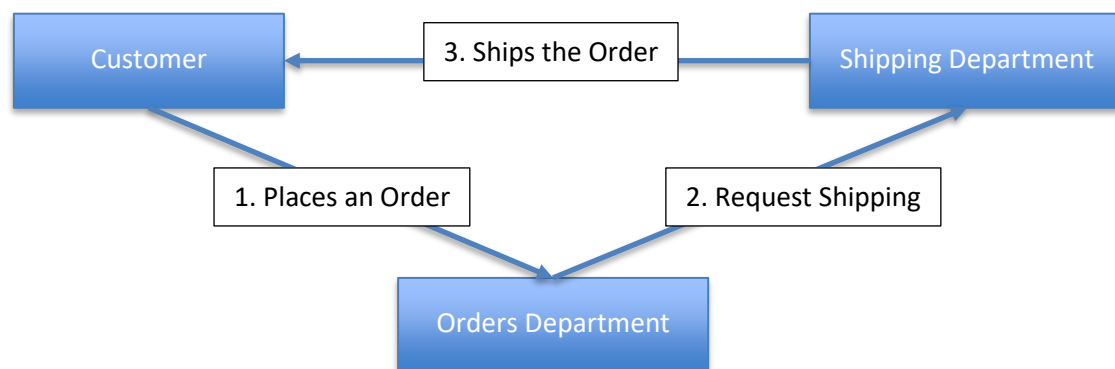 Customer
3. Ships the Order
Shipping Department
1. Places an Order
2. Request Shipping
Orders Department